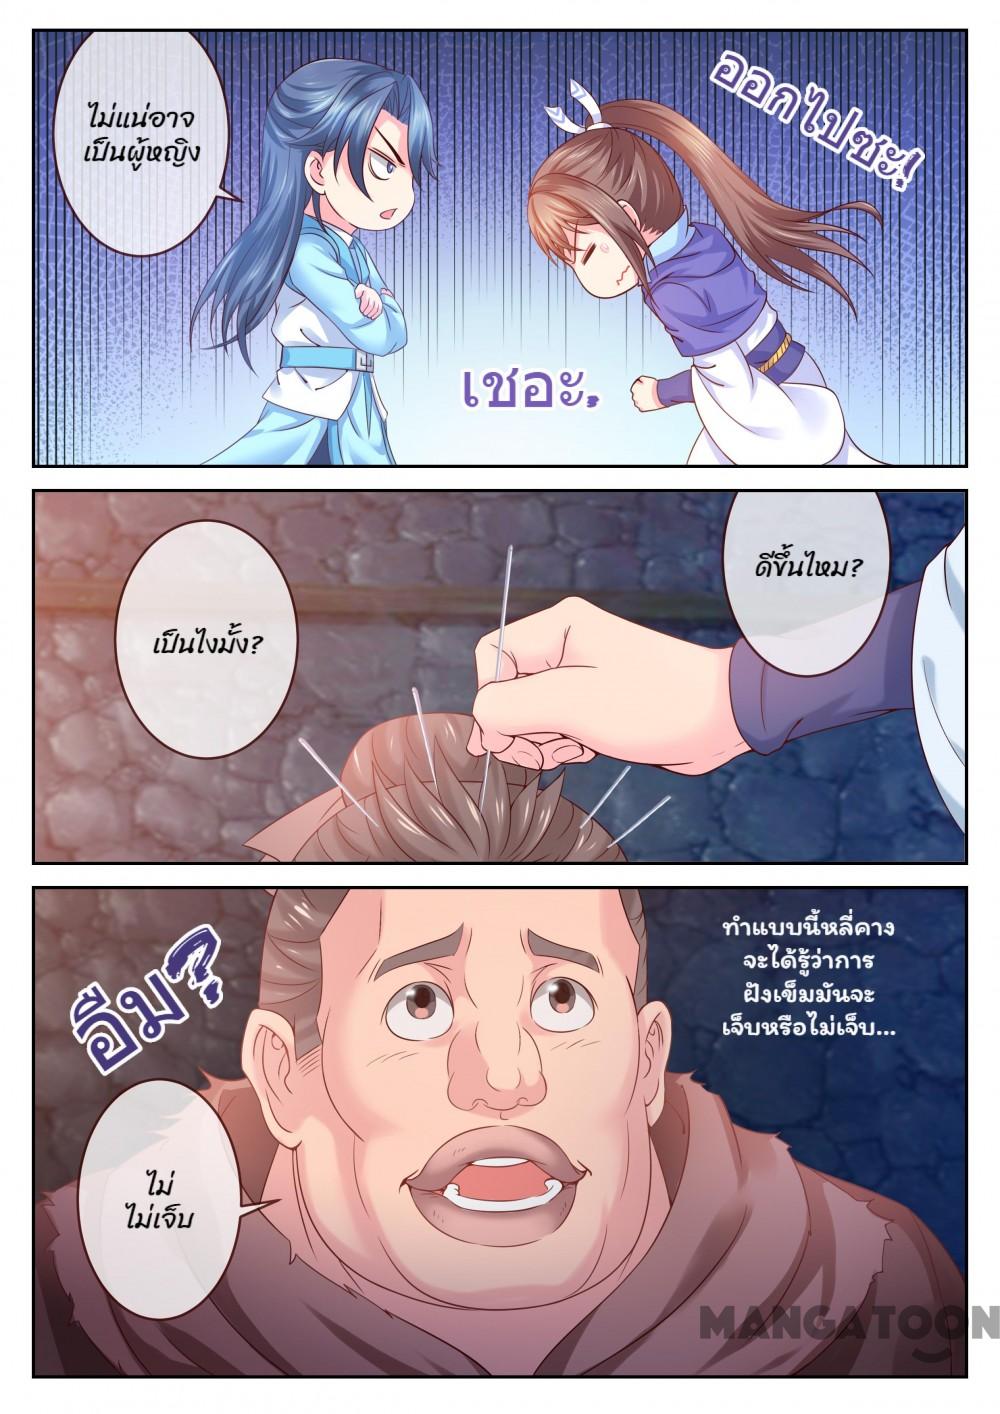 ไม่แน่อาจ
เป็นผู้หญิง
ออกไปซะ!
เชอะ
ดีขึ้นไหม?
เป็นไงมั้ง?
ทำแบบนี้หลี่คาง
จะได้รู้ว่าการ
ฝังเข็มมันจะ
เจ็บหรือไม่เจ็บ...
อืม?
ไม่
ไม่เจ็บ
MANGATOON